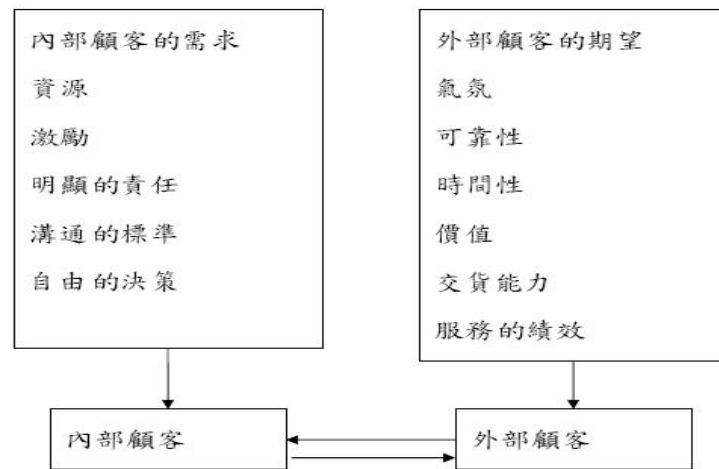 內部顧客的需求
資源
激勵
明顯的責任
溝通的標準
自由的決策
外部顧客的期望
氣氛
可靠性
時間性
價值
交貨能力
服務的績效
內部顧客
外部顧客